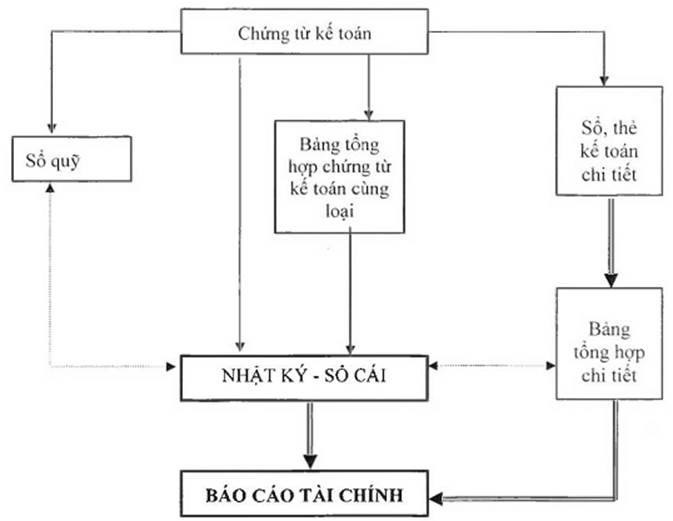 Chứng từ kế toán
Sổ quỹ
Bảng tổng
hợp chứng từ
kế toán cùng
loại
Sổ, thẻ
kế toán
chi tiết
Bảng
tổng hợp
chi tiết
NHẬT KÝ - SỔ CÁI
BÁO CÁO TÀI CHÍNH